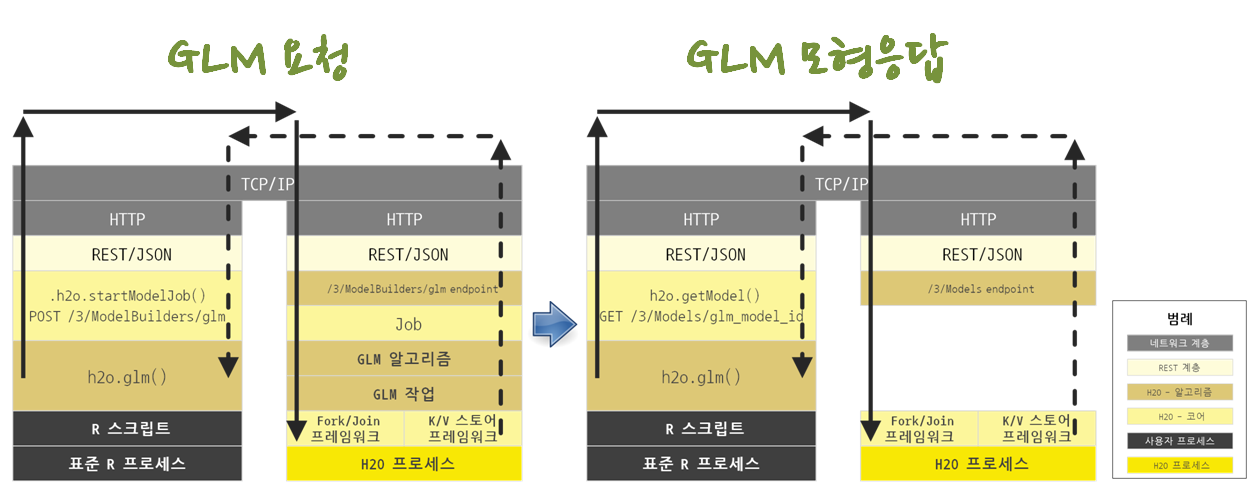 GLM 요청
TCP/IP
HTTP
HTTP
REST/JSON
REST/JSON
.h2o.startModelJob()
POST /3/ModelBuilders/glm
/3/ModelBuilders/glm endpoint
Job
h2o.glm()
GLM 알고리즘
GLM 작업
R 스크립트
Fork/Join
프레임워크
K/V 스토어
프레임워크
표준 R 프로세스
H2O 프로세스
GLM 모형응답
TCP/IP
HTTP
HTTP
REST/JSON
REST/JSON
h2o.getModel()
GET /3/Models/glm_model_id
/3/Models endpoint
h2o.glm()
R 스크립트
Fork/Join
프레임워크
K/V 스토어
프레임워크
표준 R 프로세스
H2O 프로세스
범례
네트워크 계층
REST 계층
H2O - 알고리즘
H2O - 코어
사용자 프로세스
H2O 프로세스